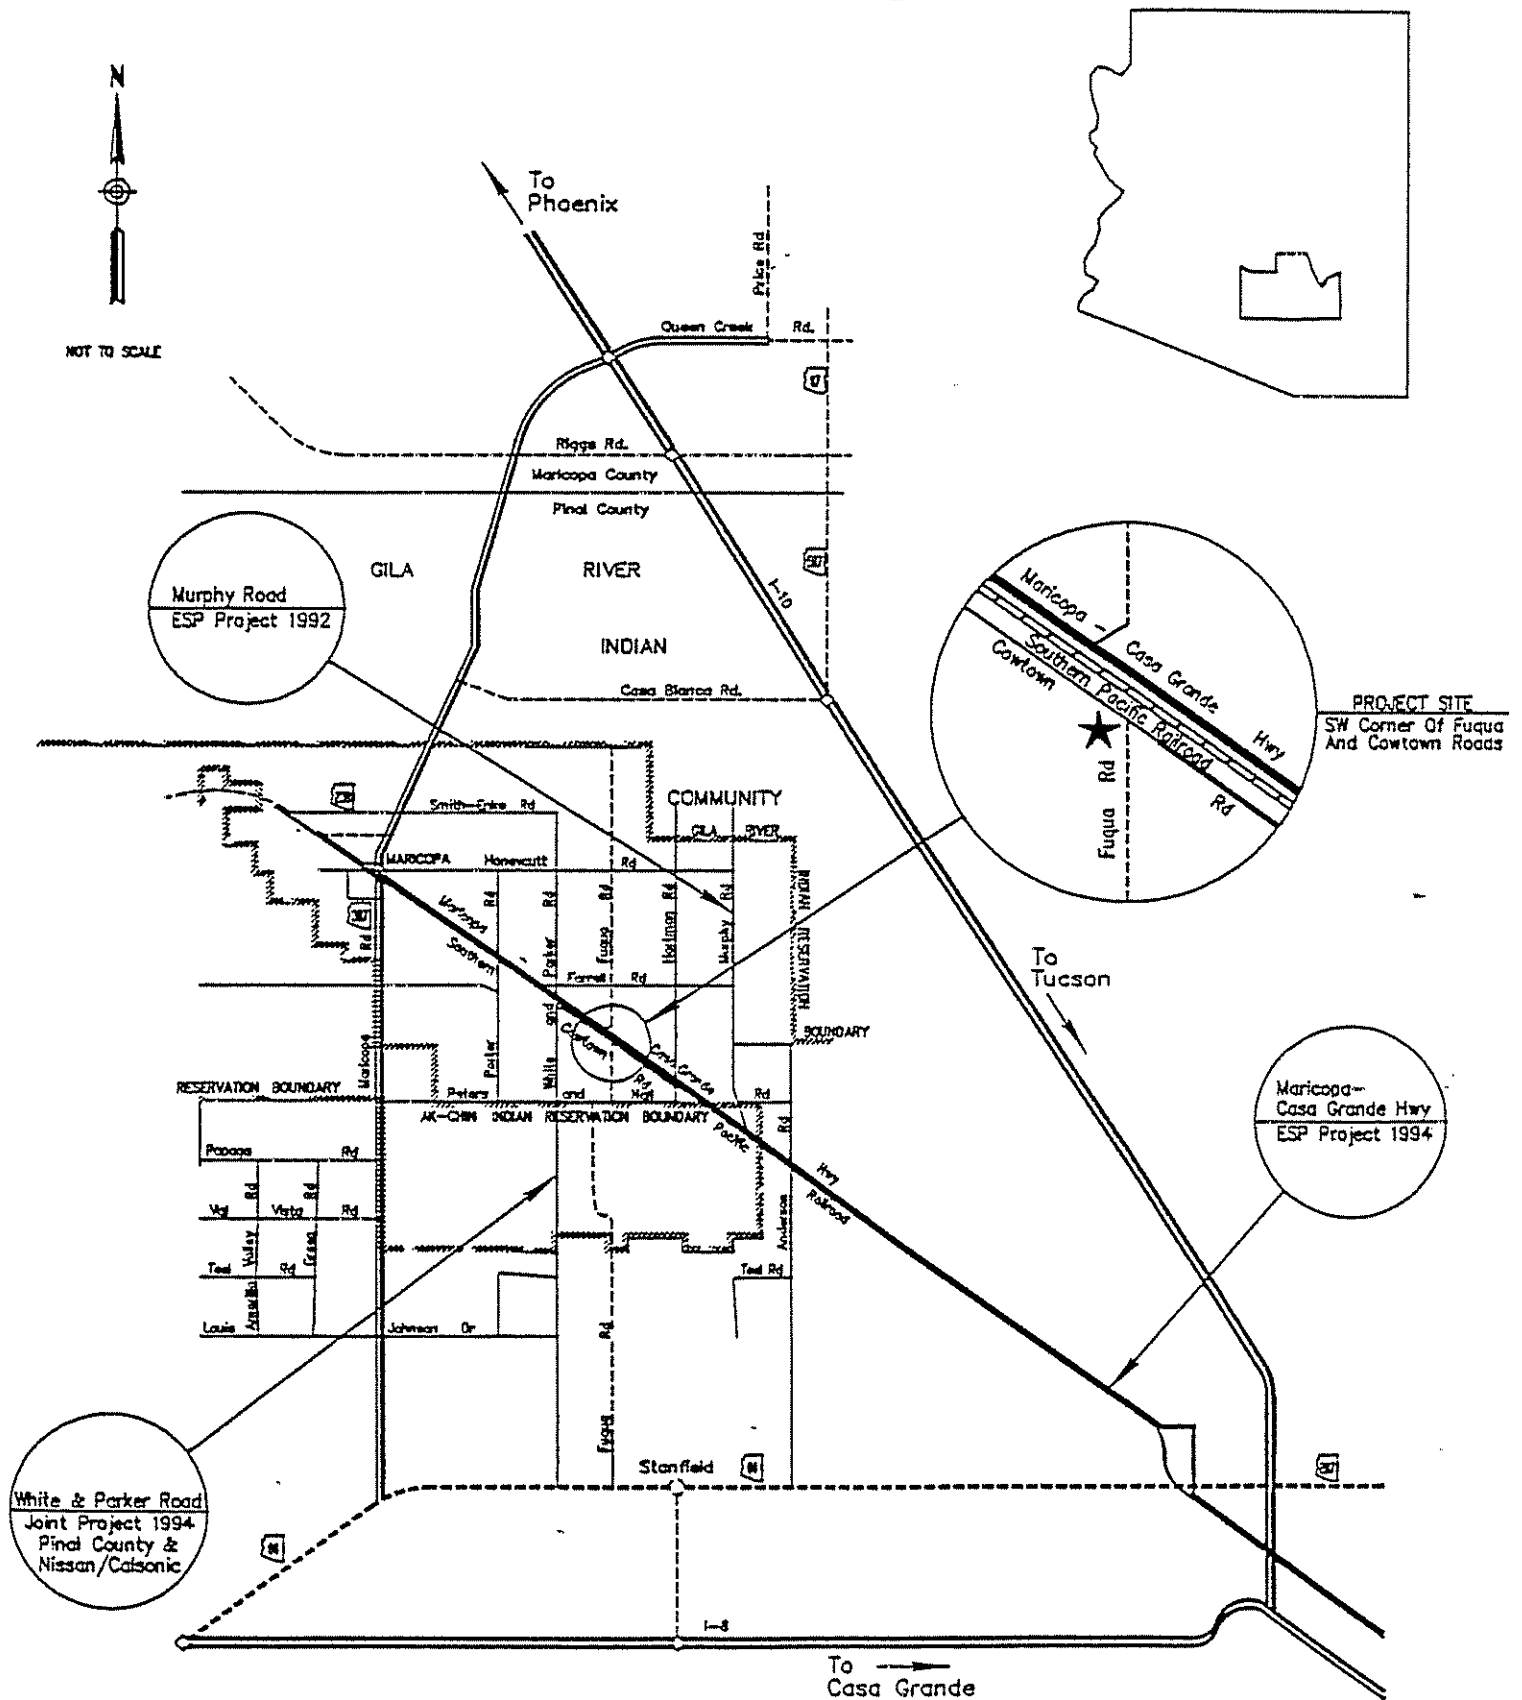 N
NOT TO SCALE
To
Phoenix
Price Rd
Queen Creek Rd.
Riggs Rd.
Maricopa County
Pinal County
Murphy Road
ESP Project 1992
GILA RIVER
INDIAN
I-10
Casa Blanca Rd.
Maricopa - Casa Grande Hwy
Southern Pacific Railroad
Cowtown Rd
Fuqua Rd
PROJECT SITE
SW Corner Of Fuqua
And Cowtown Roads
COMMUNITY
Smith-Enke Rd
GILA RIVER
INDIAN RESERVATION
BOUNDARY
MARICOPA Honeycutt Rd
Maricopa Rd
Porter Rd
White and Parker Rd
Fuqua Rd
Hartman Rd
Murphy Rd
Farrell Rd
Maricopa Casa Grande Hwy
Southern Pacific Railroad
Cowtown Rd
To
Tucson
RESERVATION BOUNDARY
Peters and Nall Rd
AK-CHIN INDIAN RESERVATION BOUNDARY
Maricopa-
Casa Grande Hwy
ESP Project 1994
Papago Rd
Val Vista Rd
Amarillo Valley Rd
Green Rd
Teel Rd
Anderson Rd
Teel Rd
Louis Johnson Dr
Fuqua Rd
Stanfield
White & Parker Road
Joint Project 1994
Pinal County &
Nissan/Calsonic
I-8
To
Casa Grande